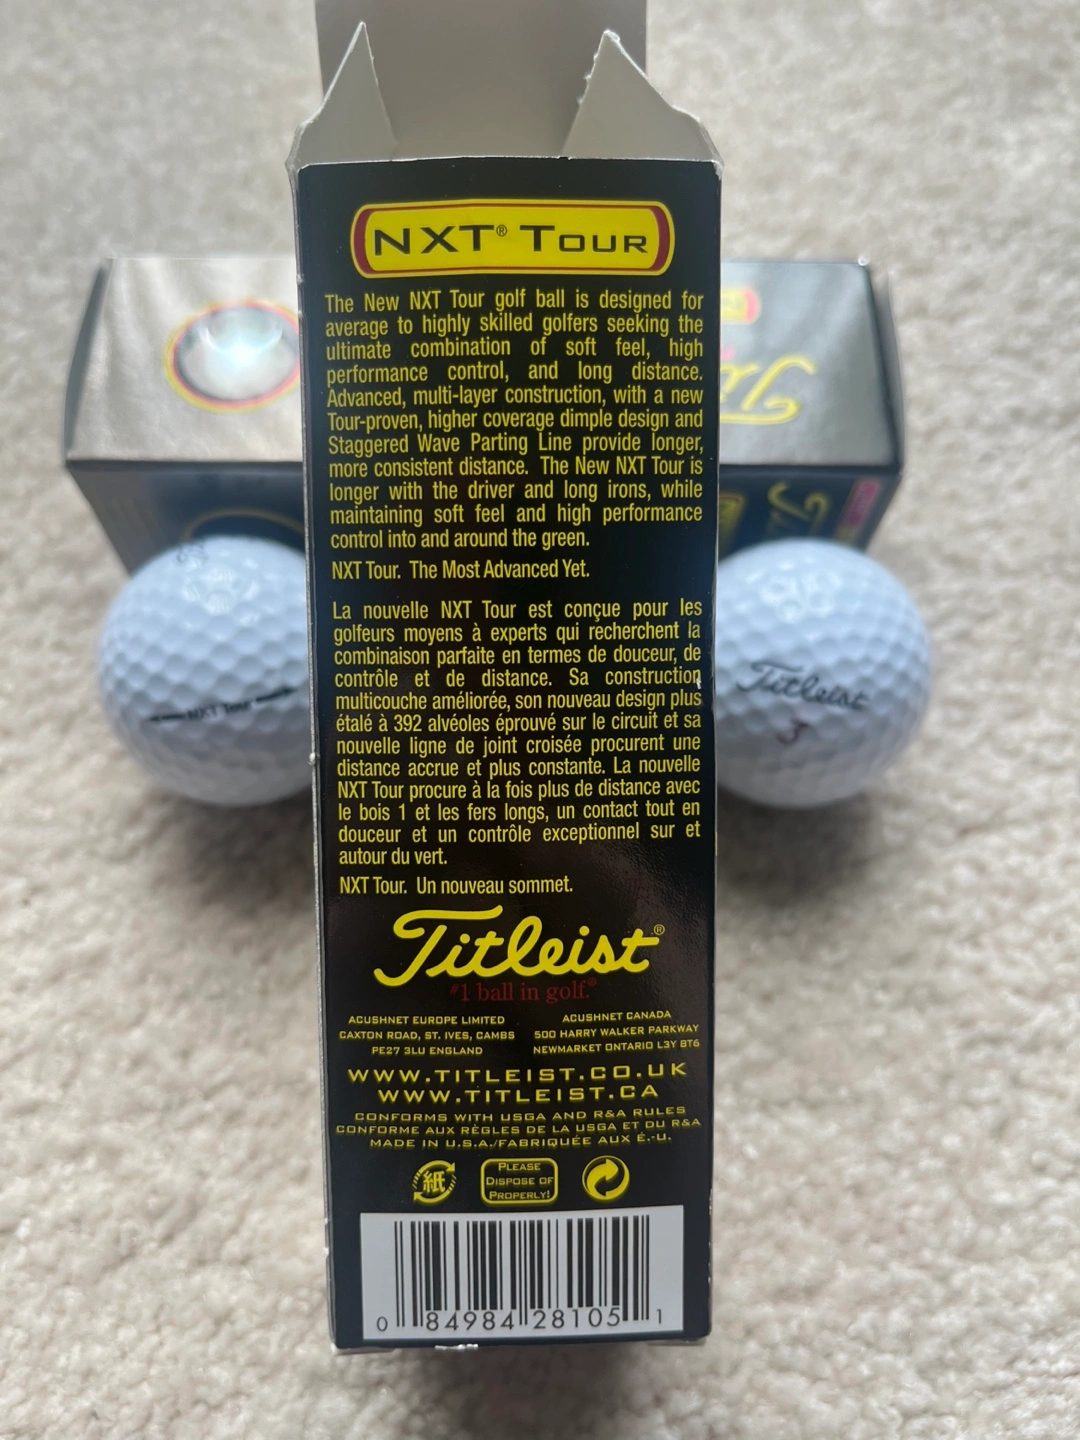 NXT® TOUR
The New NXT Tour golf ball is designed for
average to highly skilled golfers seeking the
ultimate combination of soft feel, high
performance control, and long distance.
Advanced, multi-layer construction, with a new
Tour-proven, higher coverage dimple design and
Staggered Wave Parting Line provide longer,
more consistent distance. The New NXT Tour is
longer with the driver and long irons, while
maintaining soft feel and high performance
control into and around the green.
NXT Tour. The Most Advanced Yet.
La nouvelle NXT Tour est conçue pour les
golfeurs moyens à experts qui recherchent la
combinaison parfaite en termes de douceur, de
contrôle et de distance. Sa construction
multicouche améliorée, son nouveau design plus
étalé à 392 alvéoles éprouvé sur le circuit et sa
nouvelle ligne de joint croisée procurent une
distance accrue et plus constante. La nouvelle
NXT Tour procure à la fois plus de distance avec
le bois 1 et les fers longs, un contact tout en
douceur et un contrôle exceptionnel sur et
autour du vert.
NXT Tour. Un nouveau sommet.
Titleist®
#1 ball in golf.®
ACUSHNET EUROPE LIMITED
CAXTON ROAD, ST. IVES, CAMBS
PE27 3LU ENGLAND
ACUSHNET CANADA
500 HARRY WALKER PARKWAY
NEWMARKET ONTARIO L3Y 8T6
WWW.TITLEIST.CO.UK
WWW.TITLEIST.CA
CONFORMS WITH USGA AND R&A RULES
CONFORME AUX RÈGLES DE LA USGA ET DU R&A
MADE IN U.S.A./FABRIQUÉE AUX É.-U.
紙
PLEASE
DISPOSE OF
PROPERLY!
0 84984 28105 1
NXT Tour
Titleist
3